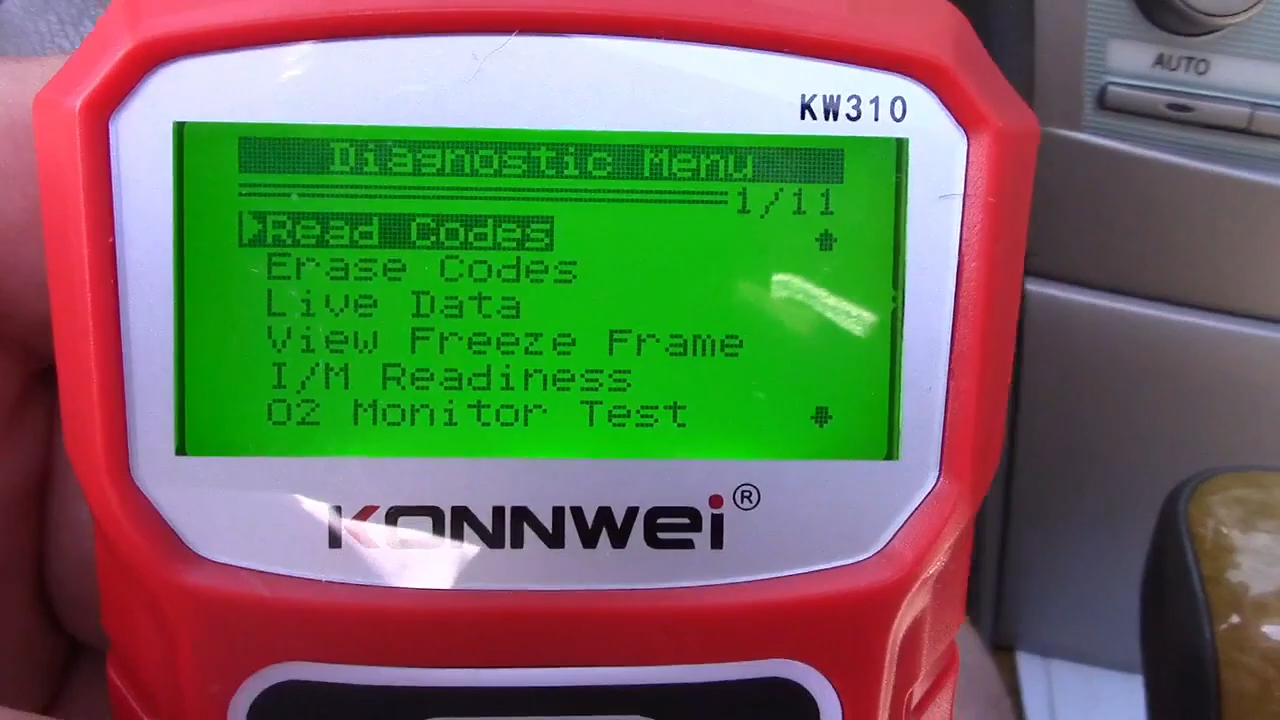 AUTO
KW310
Diagnostic Menu
1/11
Read Codes
Erase Codes
Live Data
View Freeze Frame
I/M Readiness
O2 Monitor Test
KONNWEI®